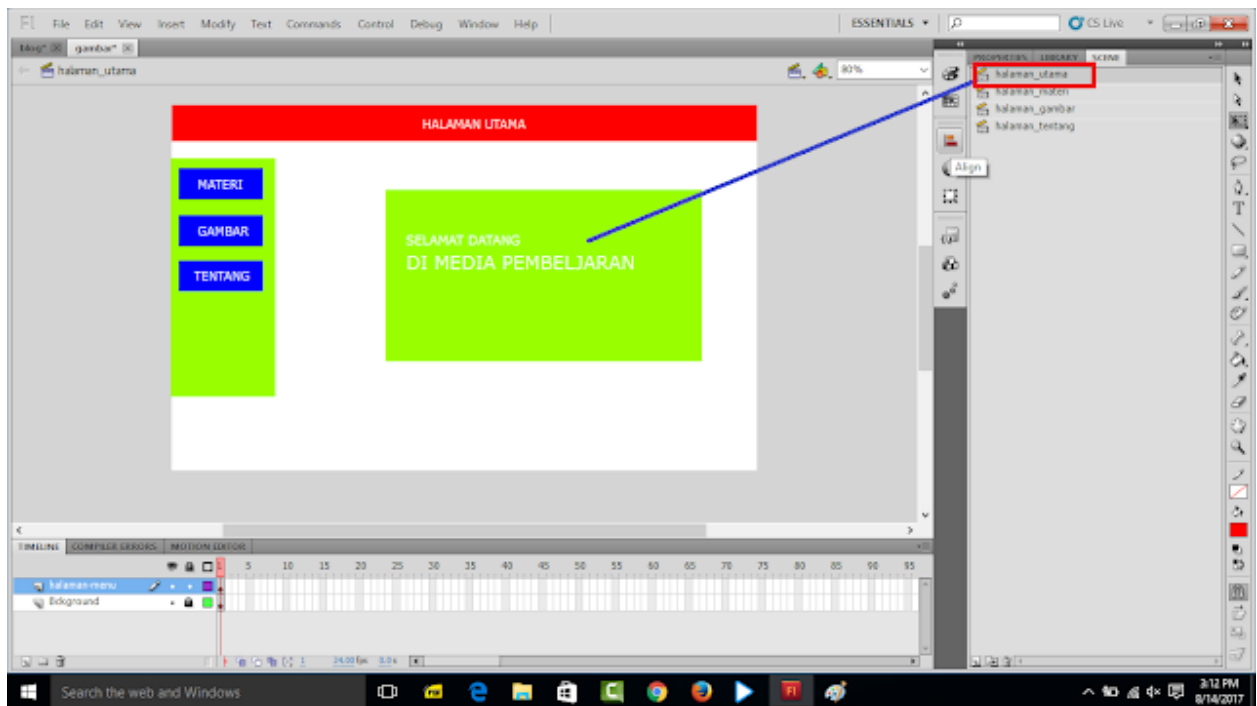 Fl File Edit View Insert Modify Text Commands Control Debug Window Help ESSENTIALS CS Live
blog* gambar*
halaman_utama 80%
PROPERTIES LIBRARY SCENE
halaman_utama
halaman_materi
halaman_gambar
halaman_tentang
Align
HALAMAN UTAMA
MATERI
GAMBAR
TENTANG
SELAMAT DATANG
DI MEDIA PEMBELJARAN
TIMELINE COMPILER ERRORS MOTION EDITOR
1 5 10 15 20 25 30 35 40 45 50 55 60 65 70 75 80 85 90 95
halaman-menu
Bckground
1 24.00 fps 0.0 s
Search the web and Windows
3:12 PM
8/14/2017